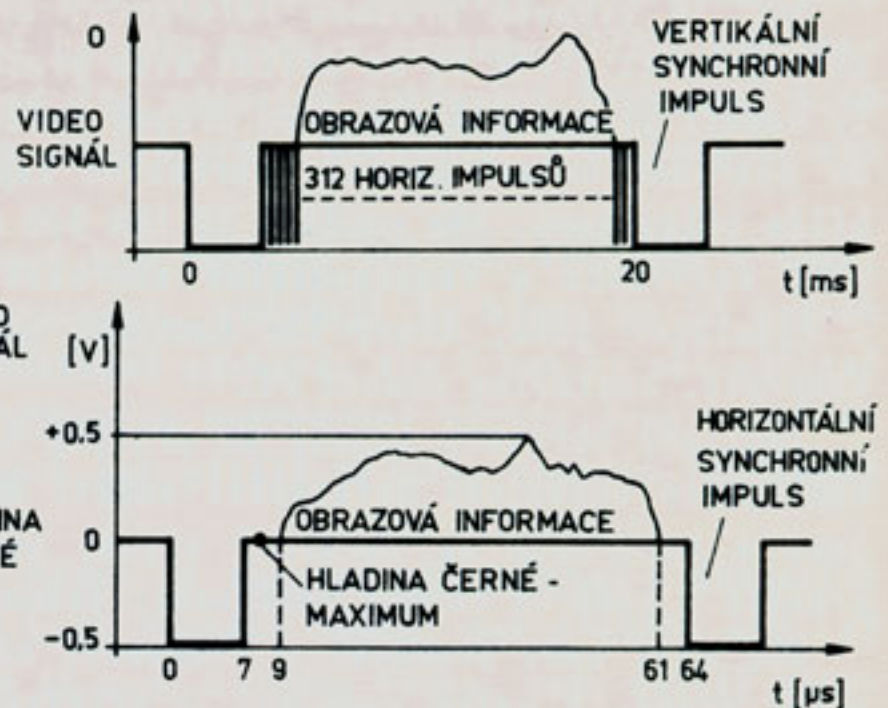 0
VIDEO
SIGNÁL
OBRAZOVÁ INFORMACE
312 HORIZ. IMPULSŮ
VERTIKÁLNÍ
SYNCHRONNÍ
IMPULS
0
20
t [ms]
[V]
+0.5
0
-0.5
OBRAZOVÁ INFORMACE
HLADINA ČERNÉ -
MAXIMUM
HORIZONTÁLNÍ
SYNCHRONNÍ
IMPULS
0 7 9 61 64
t [µs]